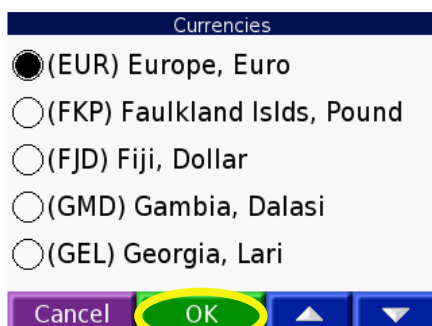 Currencies
(EUR) Europe, Euro
(FKP) Faulkland Islds, Pound
(FJD) Fiji, Dollar
(GMD) Gambia, Dalasi
(GEL) Georgia, Lari
Cancel OK